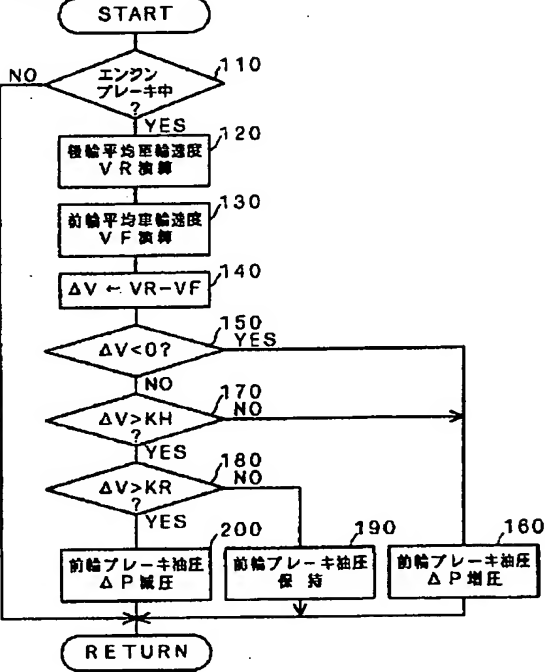 START
NO
エンジン
ブレーキ中
?
110
YES
120
後輪平均車輪速度
VR演算
130
前輪平均車輪速度
VF演算
140
ΔV ← VR−VF
150
ΔV<0?
YES
NO
170
ΔV>KH
?
NO
YES
180
ΔV>KR
?
NO
YES
200
前輪ブレーキ油圧
ΔP減圧
190
前輪ブレーキ油圧
保持
160
前輪ブレーキ油圧
ΔP増圧
RETURN